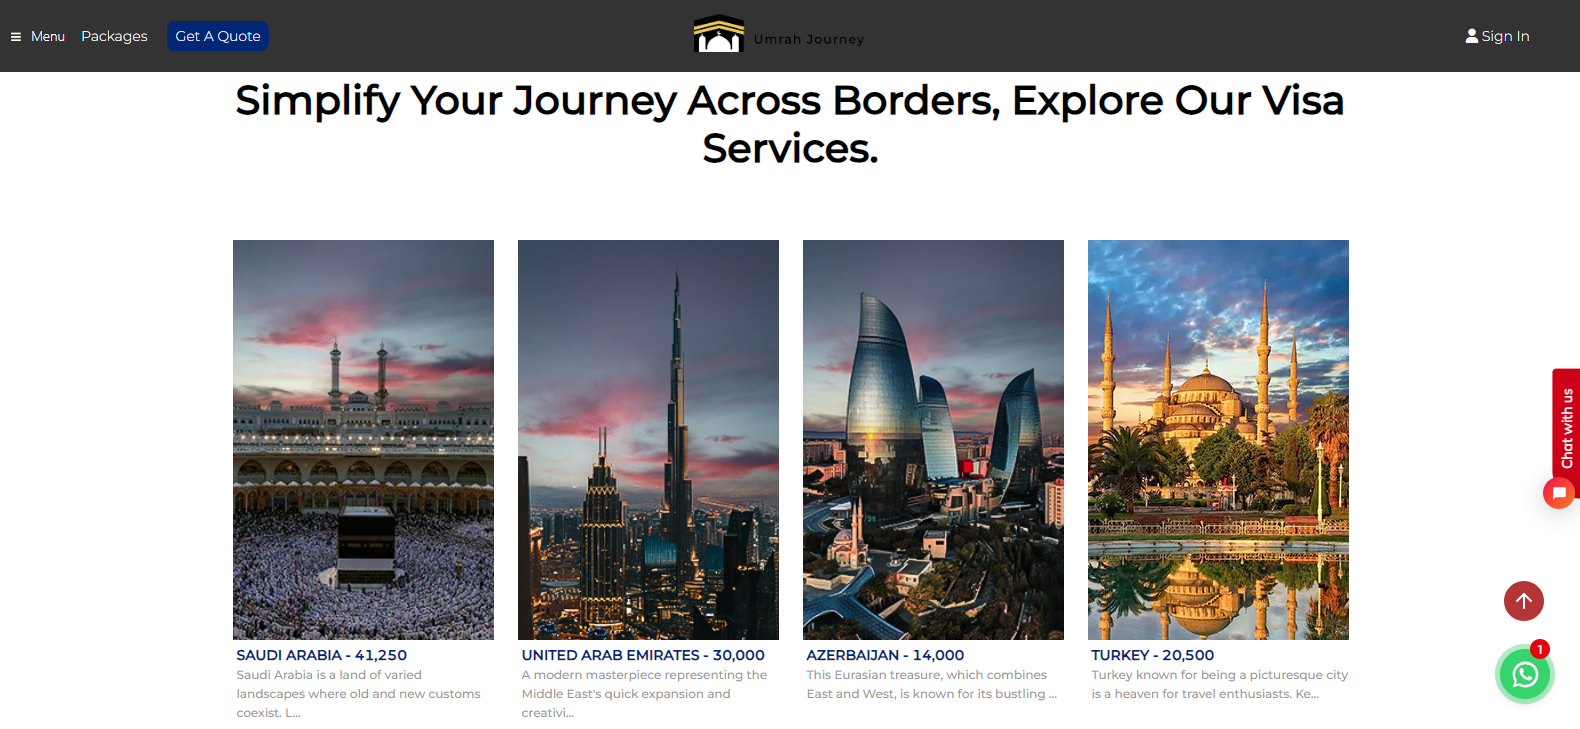 Menu Packages Get A Quote
Umrah Journey
Sign In
Simplify Your Journey Across Borders, Explore Our Visa
Services.
SAUDI ARABIA - 41,250
Saudi Arabia is a land of varied
landscapes where old and new customs
coexist. L...
UNITED ARAB EMIRATES - 30,000
A modern masterpiece representing the
Middle East's quick expansion and
creativi...
AZERBAIJAN - 14,000
This Eurasian treasure, which combines
East and West, is known for its bustling ...
TURKEY - 20,500
Turkey known for being a picturesque city
is a heaven for travel enthusiasts. Ke...
Chat with us
1